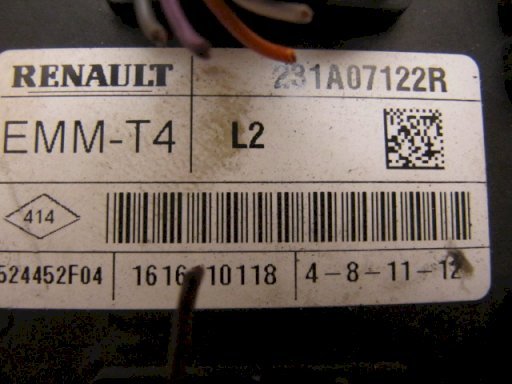 RENAULT 231A07122R
EMM-T4 L2
414
524452F04 1616 10118 4-8-11-12